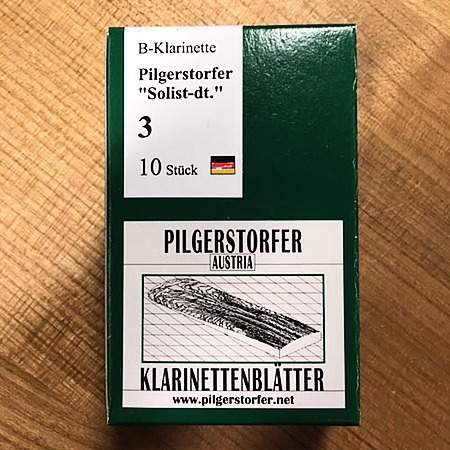 B-Klarinette
Pilgerstorfer
"Solist-dt."
3
10 Stück
PILGERSTORFER
AUSTRIA
KLARINETTENBLÄTTER
www.pilgerstorfer.net